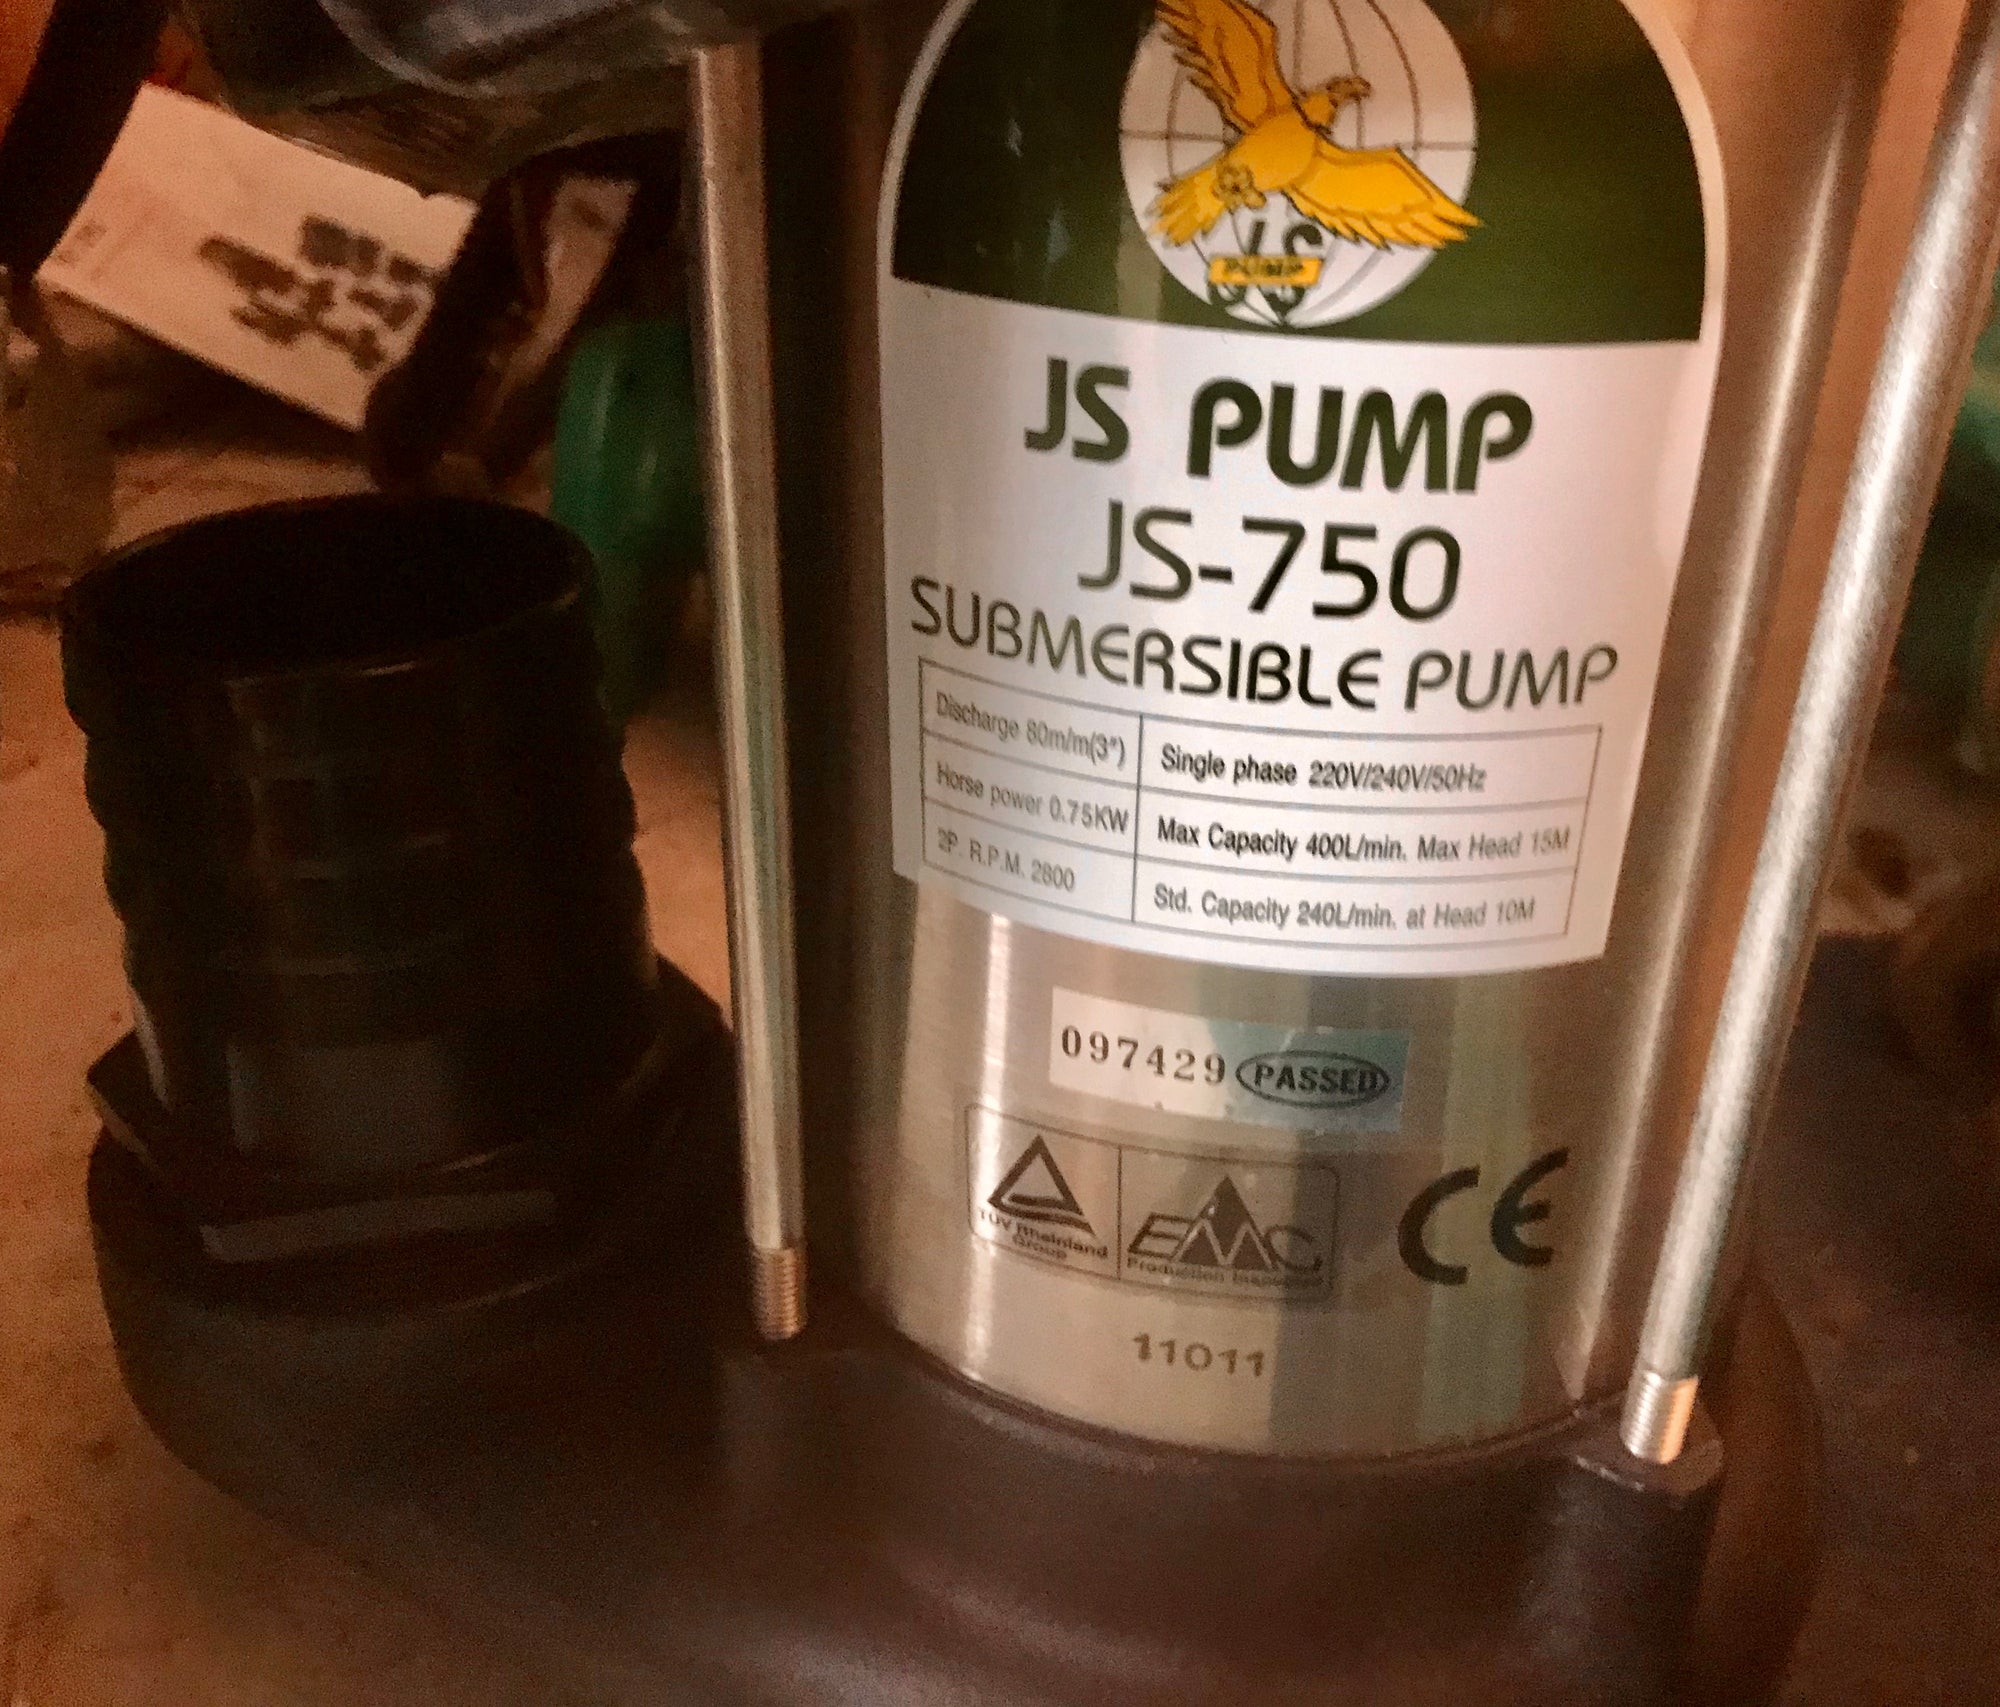 JS
PUMP
JS PUMP
JS-750
SUBMERSIBLE PUMP
Discharge 80m/m(3") Single phase 220V/240V/50Hz
Horse power 0.75KW Max Capacity 400L/min. Max Head 15M
2P. R.P.M. 2800 Std. Capacity 240L/min. at Head 10M
097429 PASSED
TÜV Rheinland
Group
EMC
Production Inspected
CE
11011